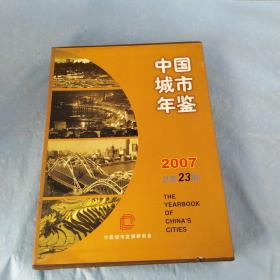 中国
城市
年鉴
2007
总第23期
THE
YEARBOOK
OF
CHINA'S
CITIES
中国城市发展研究会